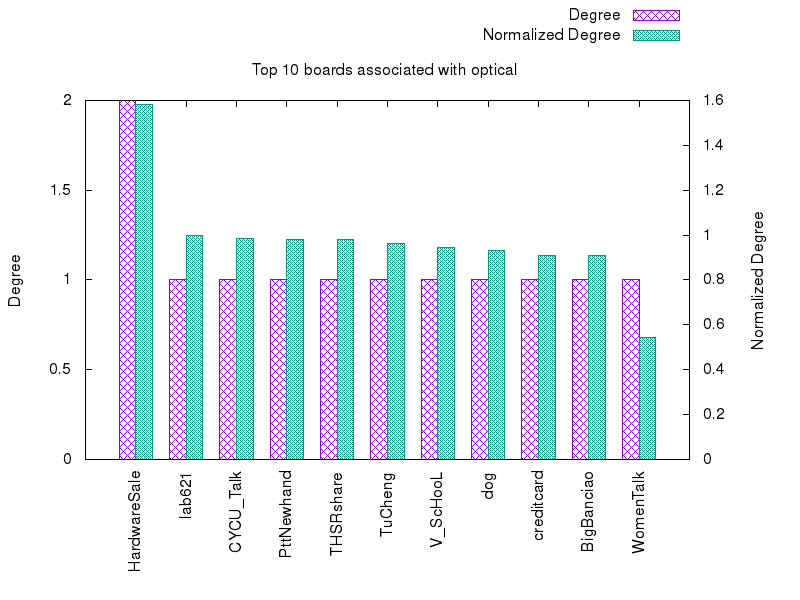 Degree
Normalized Degree
Top 10 boards associated with optical
2
1.5
1
0.5
0
1.6
1.4
1.2
1
0.8
0.6
0.4
0.2
0
Degree
Normalized Degree
HardwareSale
lab621
CYCU_Talk
PttNewhand
THSRshare
TuCheng
V_ScHooL
dog
creditcard
BigBanciao
WomenTalk